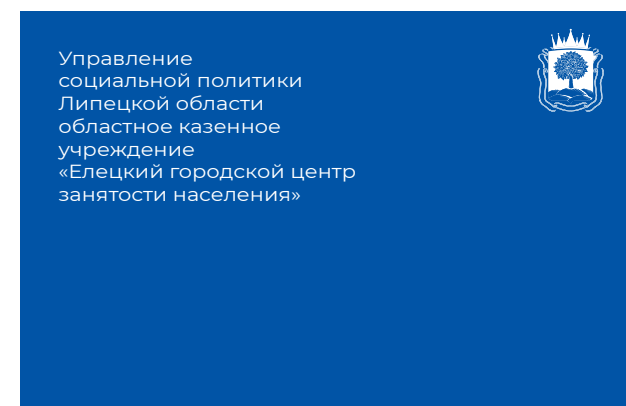 Управление
социальной политики
Липецкой области
областное казенное
учреждение
«Елецкий городской центр
занятости населения»